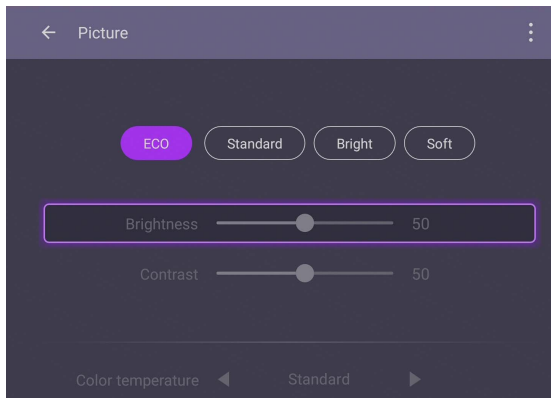 Picture
ECO Standard Bright Soft
Brightness 50
Contrast 50
Color temperature Standard